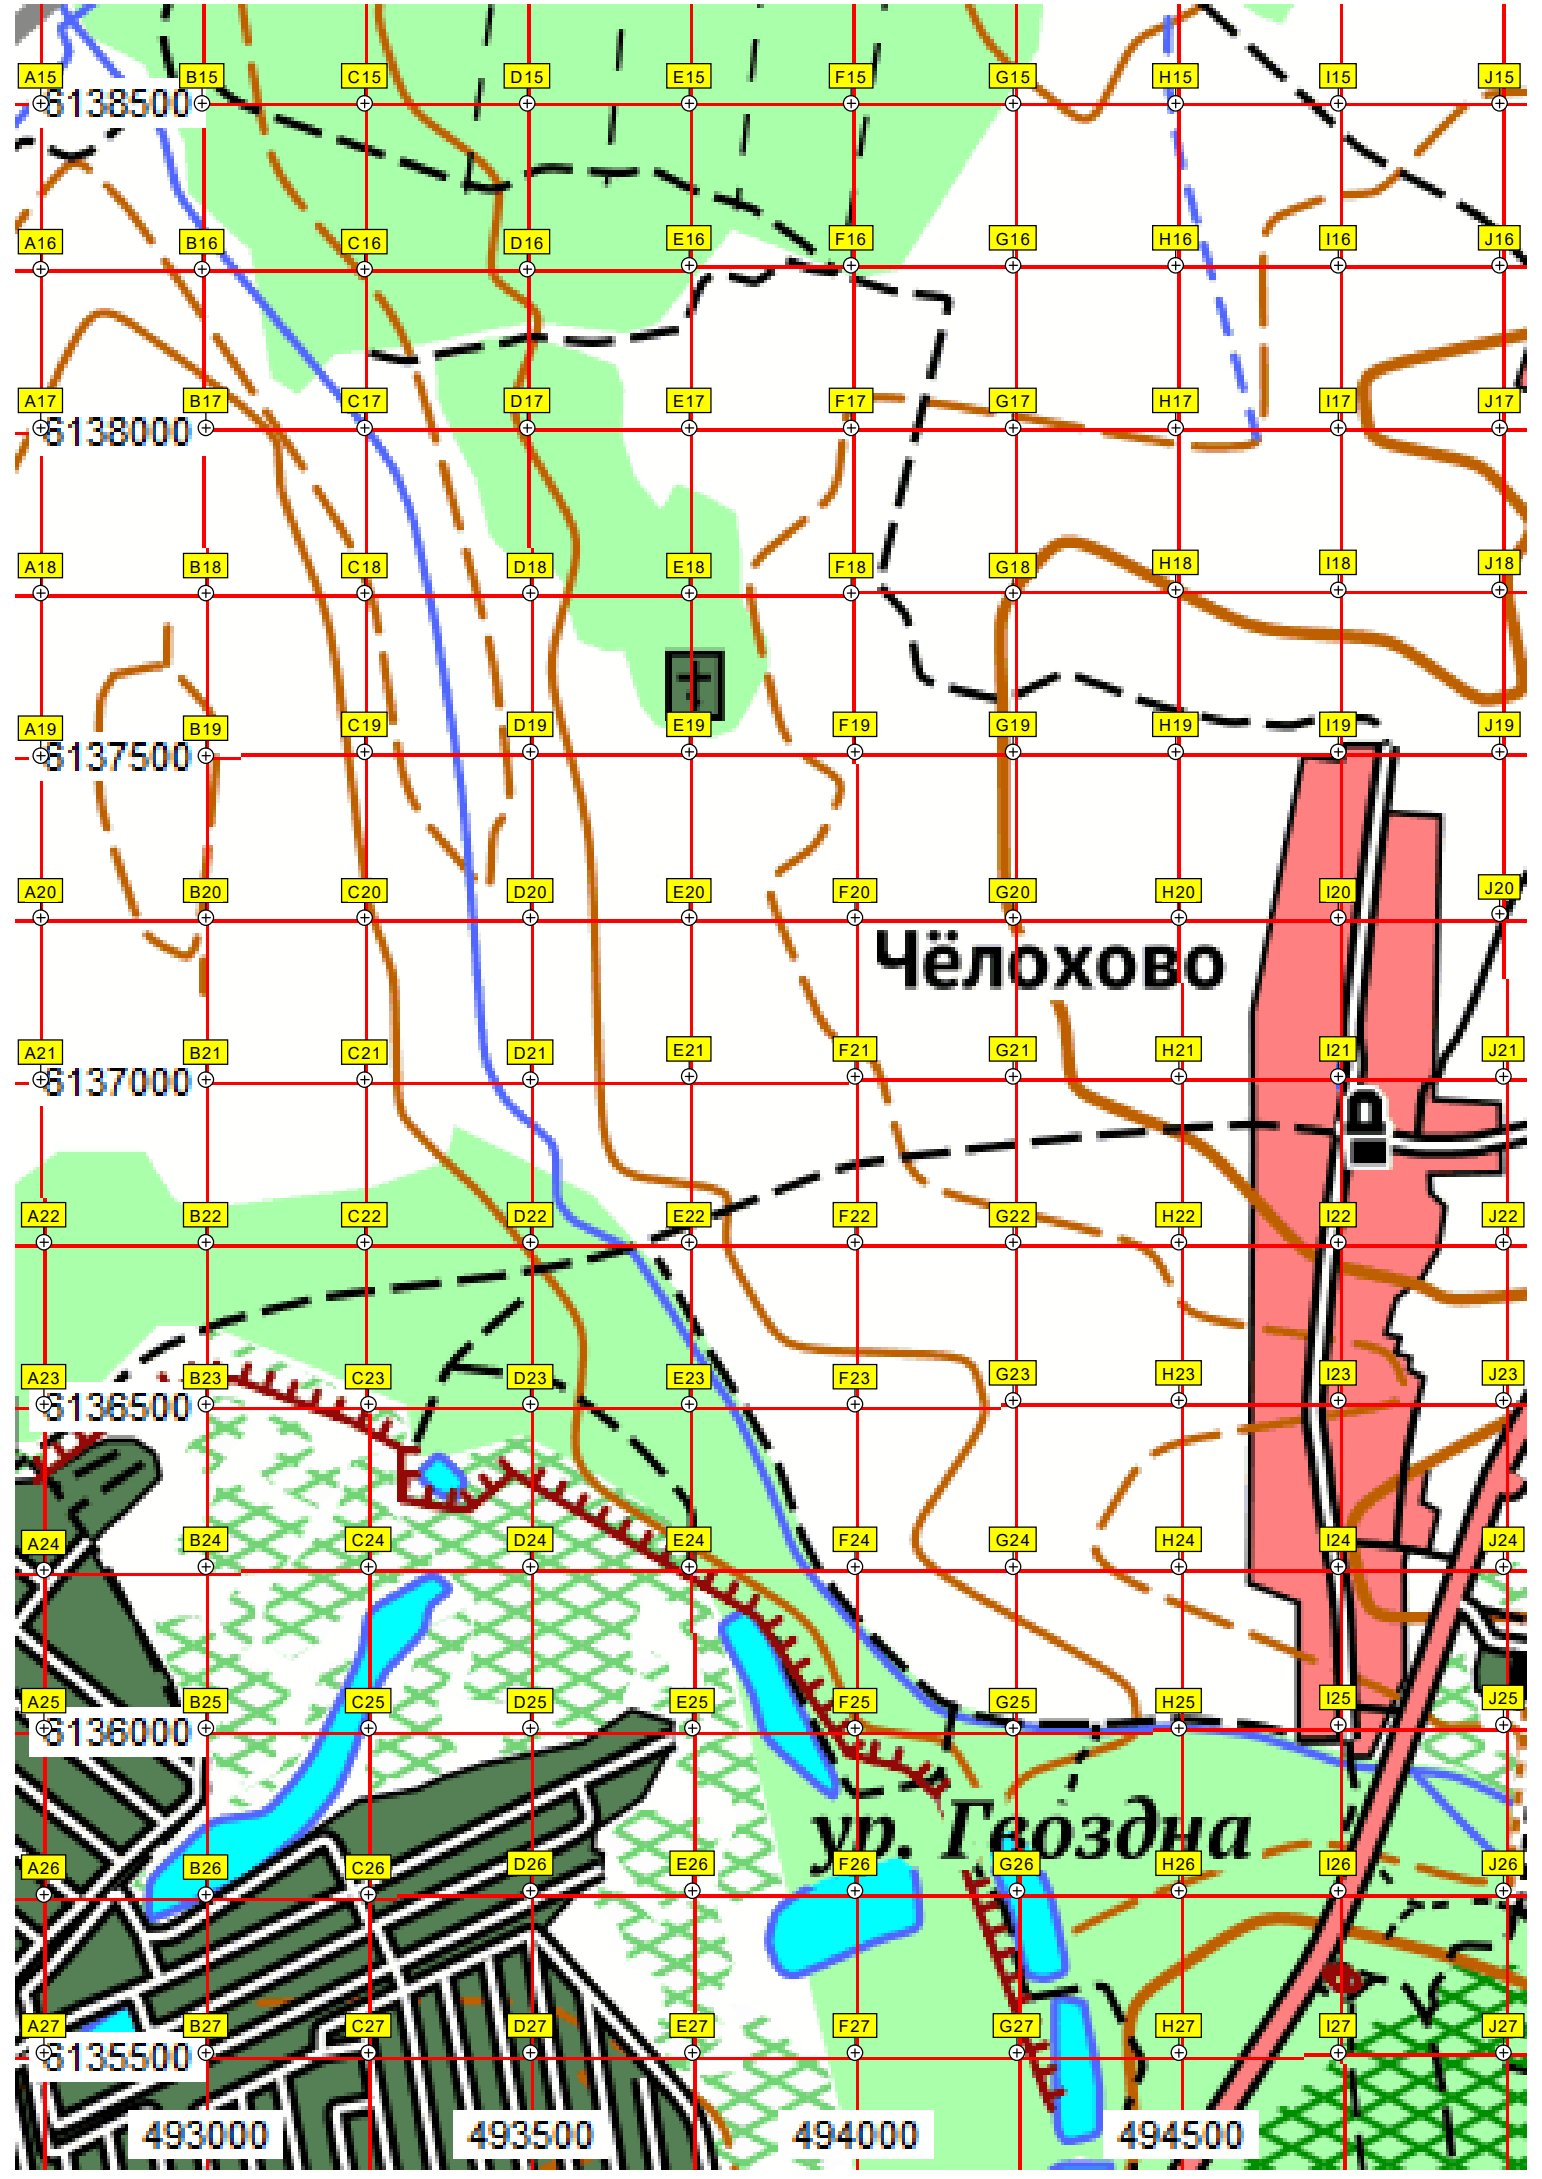 A15 B15 C15 D15 E15 F15 G15 H15 I15 J15
6138500
A16 B16 C16 D16 E16 F16 G16 H16 I16 J16
A17 B17 C17 D17 E17 F17 G17 H17 I17 J17
6138000
A18 B18 C18 D18 E18 F18 G18 H18 I18 J18
A19 B19 C19 D19 E19 F19 G19 H19 I19 J19
6137500
A20 B20 C20 D20 E20 F20 G20 H20 I20 J20
Чёлохово
A21 B21 C21 D21 E21 F21 G21 H21 I21 J21
6137000
A22 B22 C22 D22 E22 F22 G22 H22 I22 J22
A23 B23 C23 D23 E23 F23 G23 H23 I23 J23
6136500
A24 B24 C24 D24 E24 F24 G24 H24 I24 J24
A25 B25 C25 D25 E25 F25 G25 H25 I25 J25
6136000
ур. Гвоздна
A26 B26 C26 D26 E26 F26 G26 H26 I26 J26
A27 B27 C27 D27 E27 F27 G27 H27 I27 J27
6135500
493000 493500 494000 494500